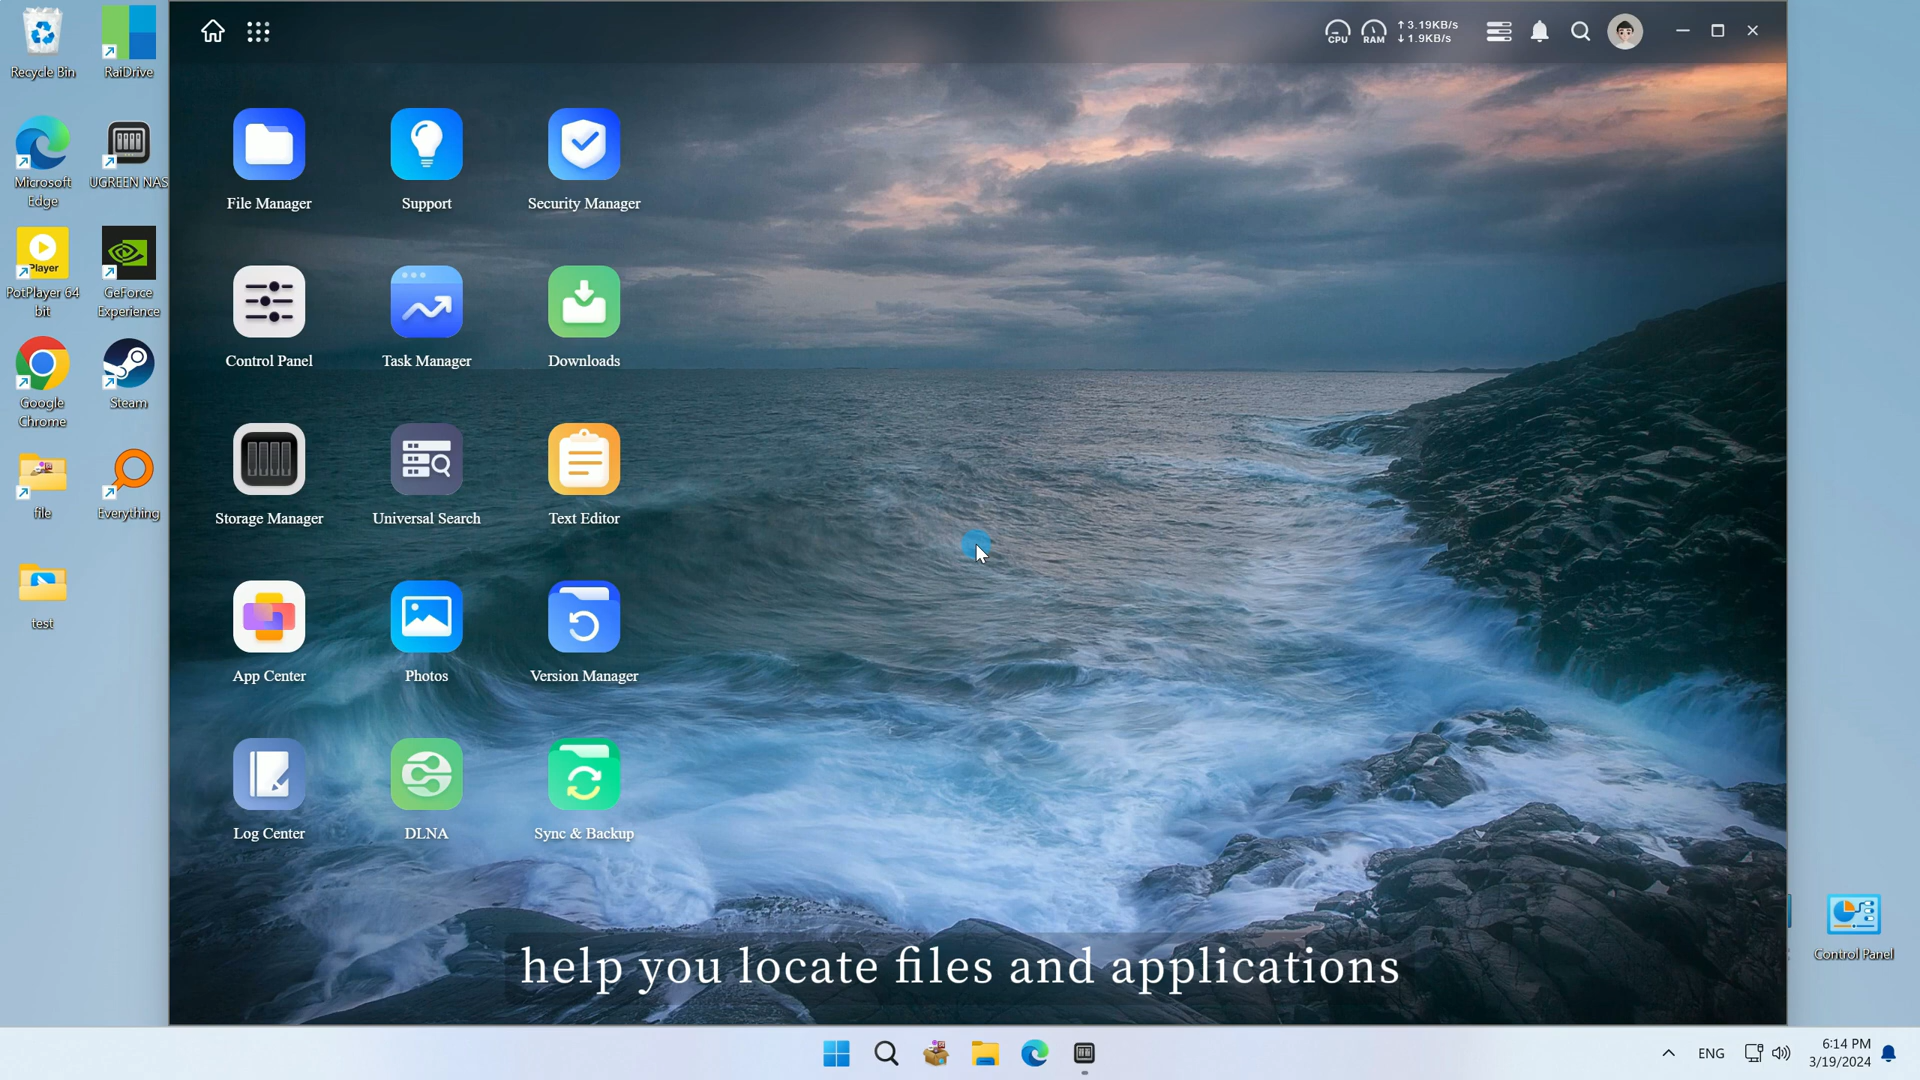 Recycle Bin
RaiDrive
Microsoft
Edge
UGREEN NAS
Player
PotPlayer 64
bit
GeForce
Experience
Google
Chrome
Steam
file
Everything
test
CPU
RAM
↑3.19KB/s
↓1.9KB/s
File Manager
Support
Security Manager
Control Panel
Task Manager
Downloads
Storage Manager
Universal Search
Text Editor
App Center
Photos
Version Manager
Log Center
DLNA
Sync & Backup
help you locate files and applications
Control Panel
ENG
6:14 PM
3/19/2024